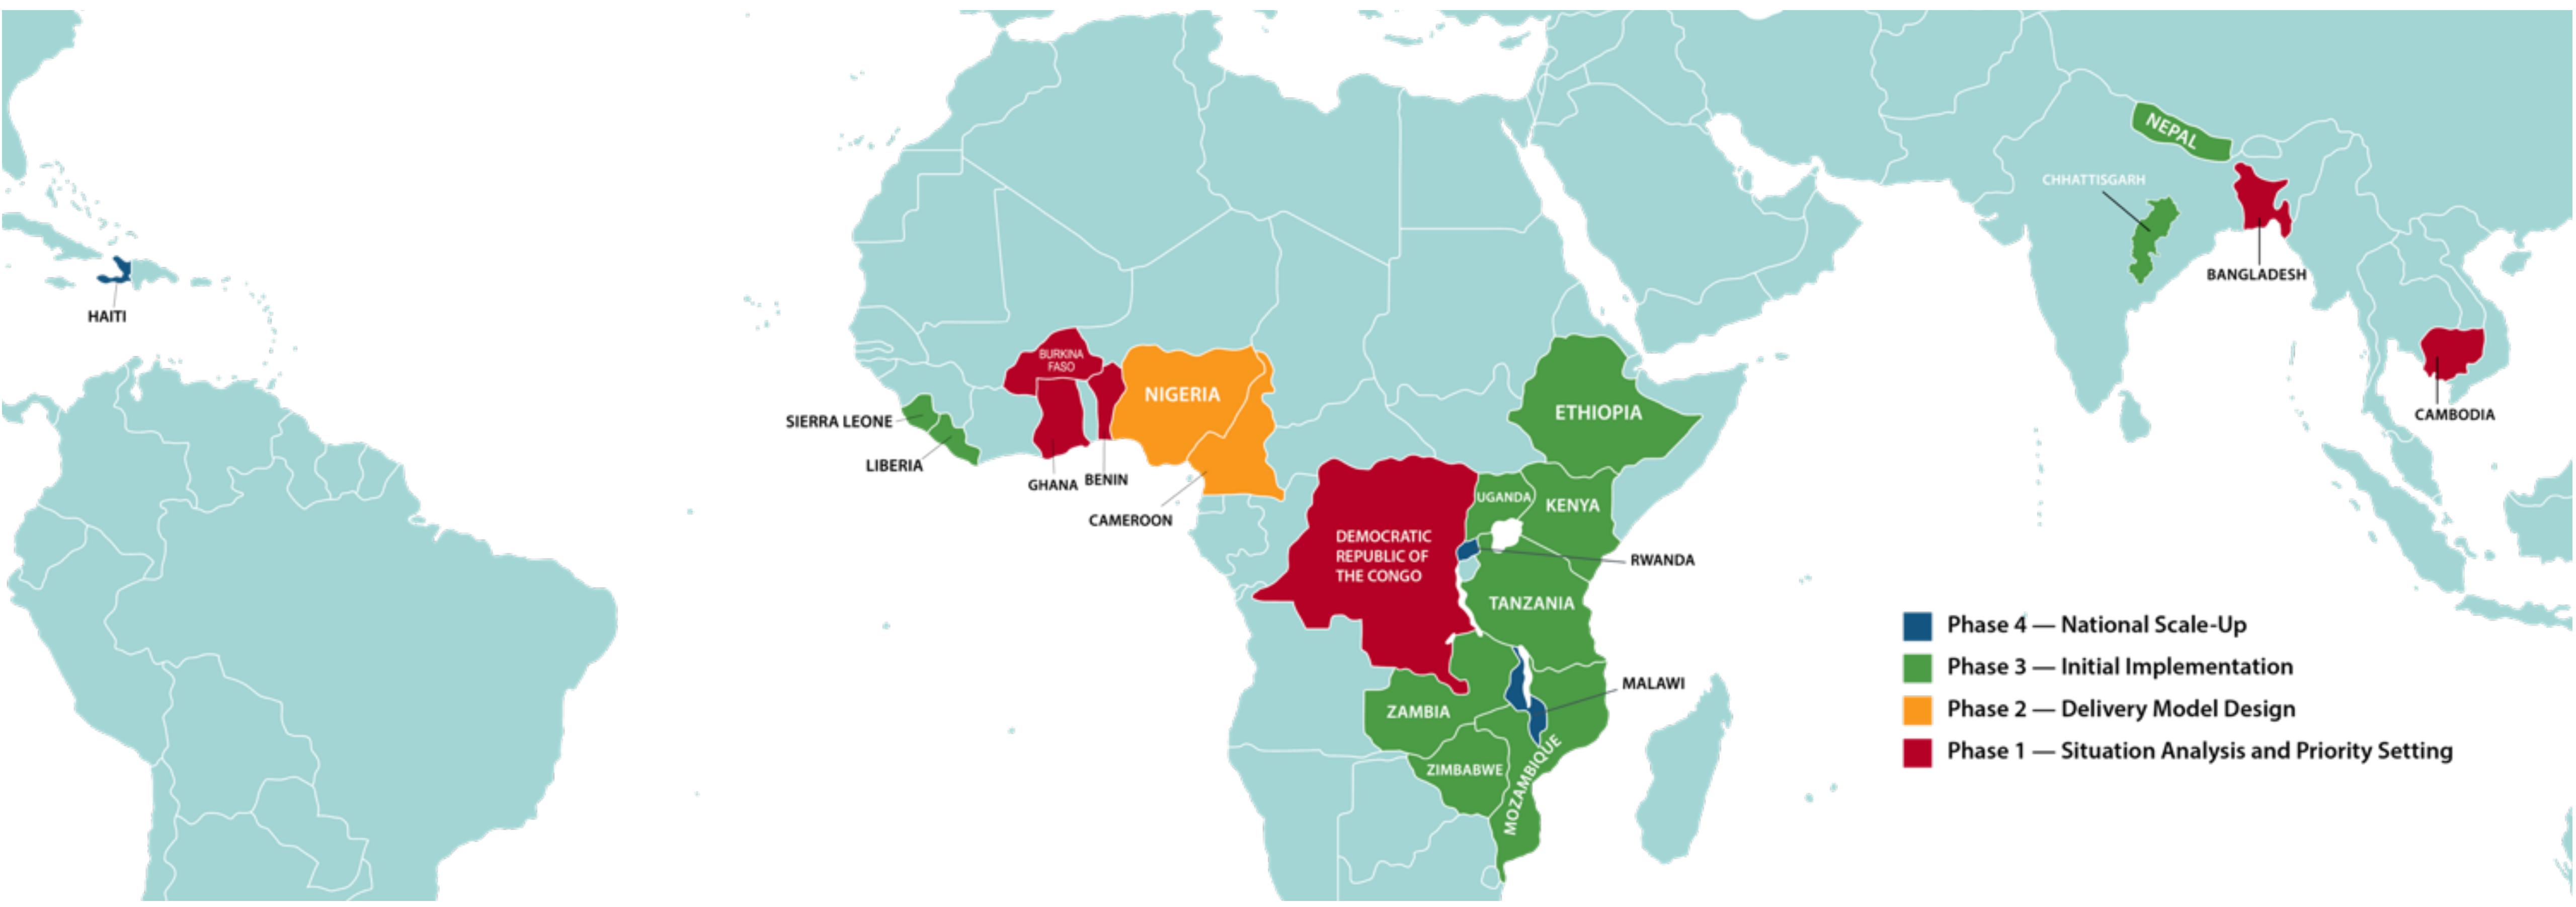 NEPAL
CHHATTISGARH
BANGLADESH
HAITI
BURKINA
FASO
NIGERIA
ETHIOPIA
SIERRA LEONE
CAMBODIA
LIBERIA
GHANA
BENIN
UGANDA
KENYA
CAMEROON
DEMOCRATIC
REPUBLIC OF
THE CONGO
RWANDA
TANZANIA
MALAWI
ZAMBIA
ZIMBABWE
MOZAMBIQUE
Phase 4 — National Scale-Up
Phase 3 — Initial Implementation
Phase 2 — Delivery Model Design
Phase 1 — Situation Analysis and Priority Setting